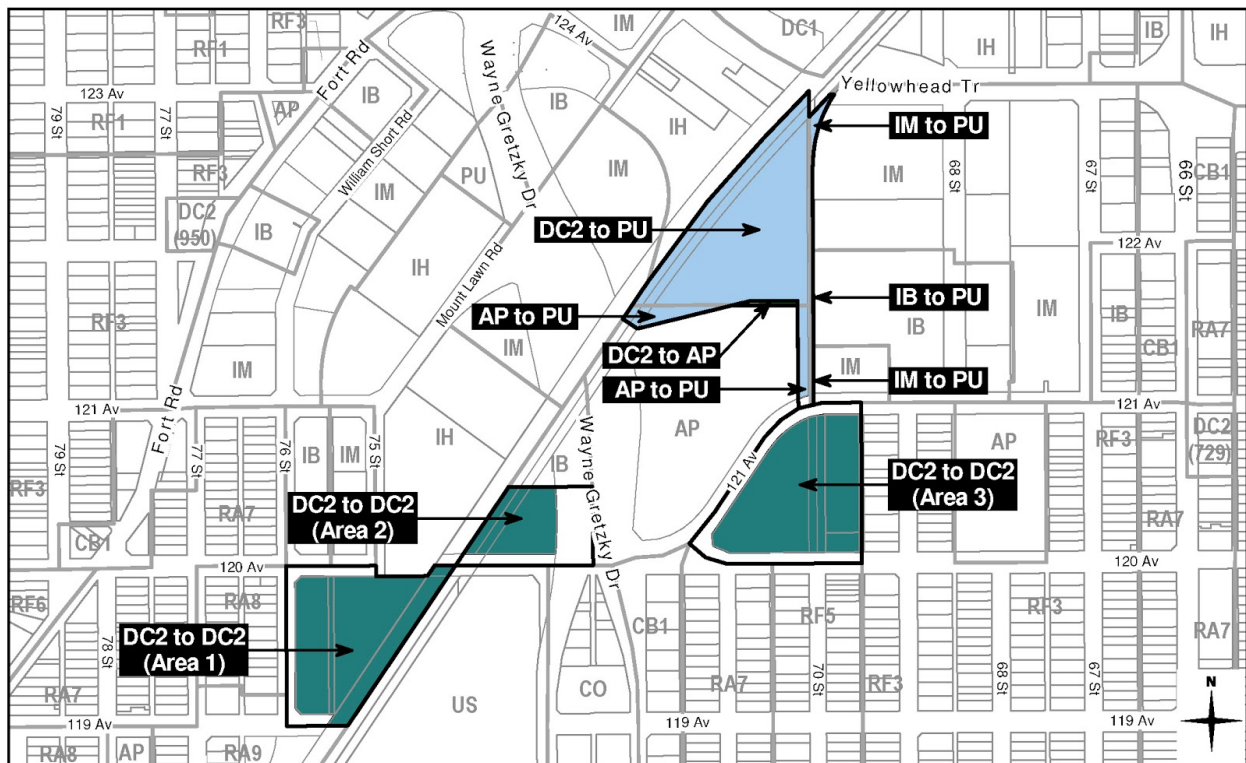 RF3
RF1
124 Av
IM
IM
DC1
IH
IB
IH
Fort Rd
Wayne Gretzky Dr
IB
IB
Yellowhead Tr
123 Av
AP
79 St
RF1
77 St
William Short Rd
IH
IM to PU
IM
PU
IM
IM
68 St
67 St
66 St
CB1
RF3
DC2
(950)
IB
DC2 to PU
122 Av
IH
Mount Lawn Rd
IB to PU
AP to PU
RF3
IB
IM
IB
RA7
IM
DC2 to AP
CB1
IM
IM
IM to PU
AP to PU
121 Av
121 Av
Fort Rd
79 St
77 St
76 St
75 St
IB
IM
IH
Wayne Gretzky Dr
AP
121 Av
AP
RF3
DC2
(729)
RF3
IB
DC2 to DC2
(Area 3)
DC2 to DC2
(Area 2)
RA7
RA7
CB1
120 Av
120 Av
RF6
RA8
78 St
CB1
RF5
RF3
DC2 to DC2
(Area 1)
RA7
RA7
US
CO
RA7
70 St
RF3
68 St
67 St
N
119 Av
119 Av
RA8
AP
RA9